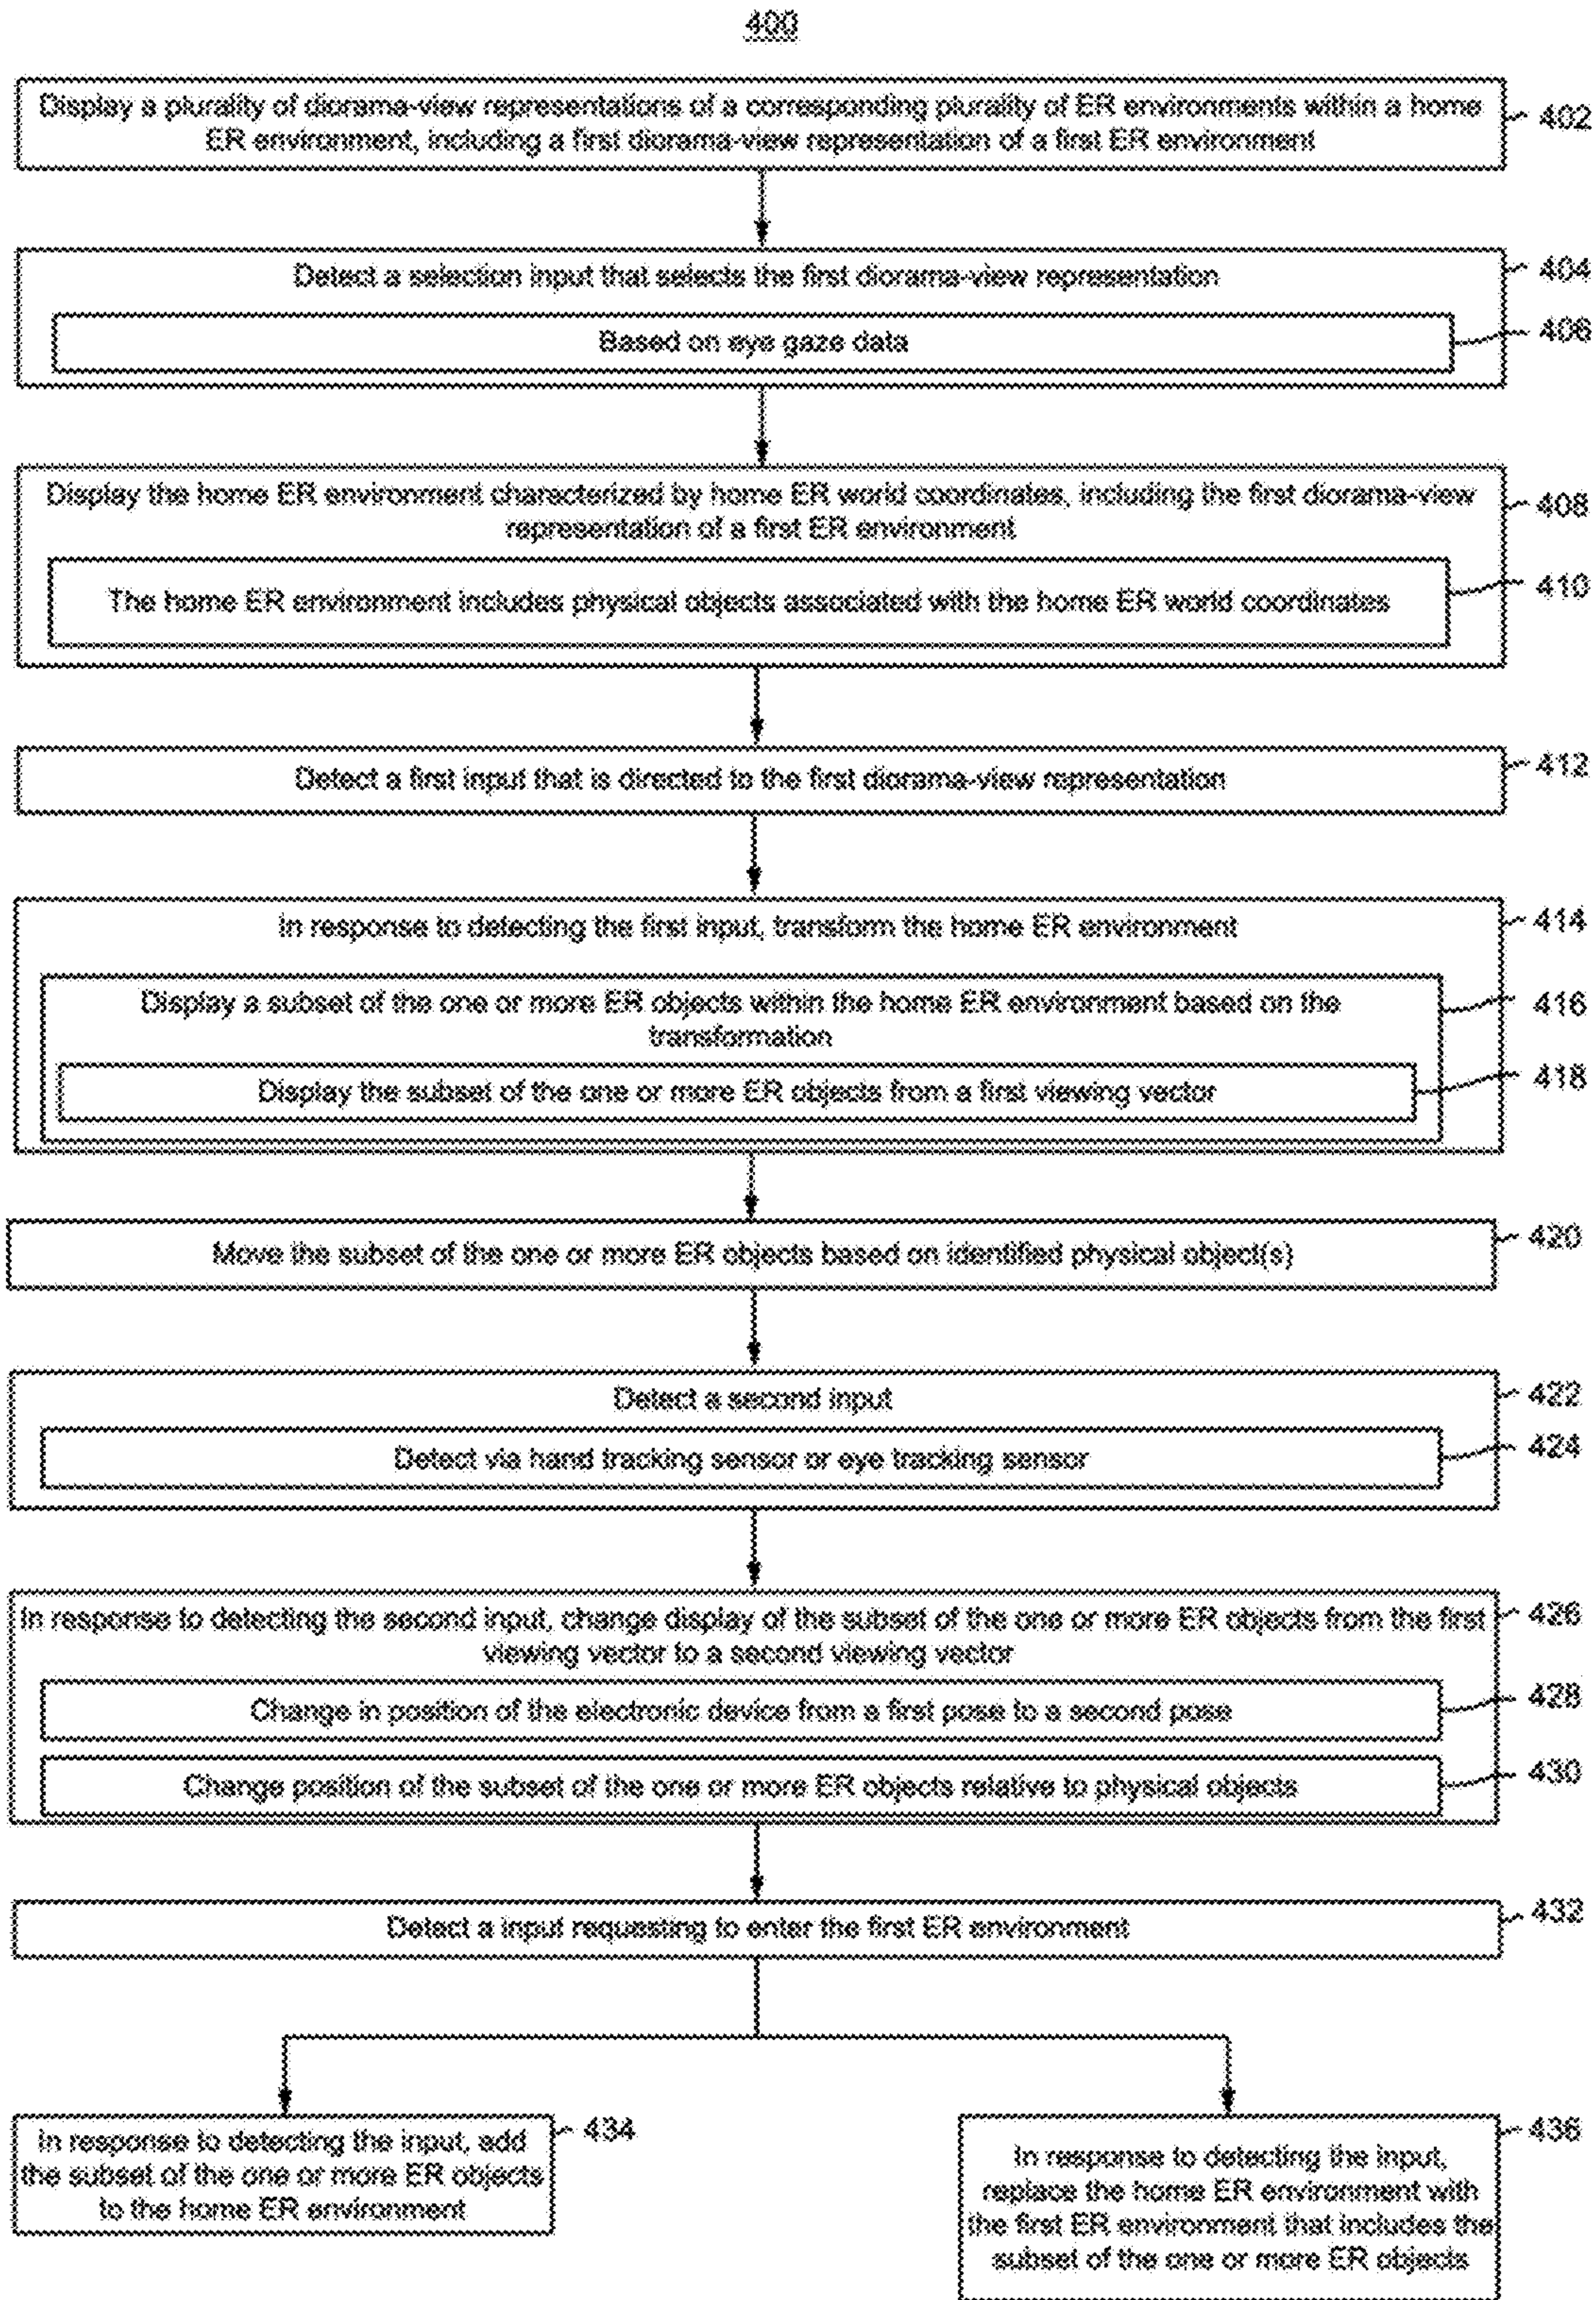 400
Display a plurality of diorama-view representations of a corresponding plurality of ER environments within a home
ER environment, including a first diorama-view representation of a first ER environment
402
Detect a selection input that selects the first diorama-view representation
404
Based on eye gaze data
406
Display the home ER environment characterized by home ER world coordinates, including the first diorama-view
representation of a first ER environment
408
The home ER environment includes physical objects associated with the home ER world coordinates
410
Detect a first input that is directed to the first diorama-view representation
412
In response to detecting the first input, transform the home ER environment
414
Display a subset of the one or more ER objects within the home ER environment based on the
transformation
416
Display the subset of the one or more ER objects from a first viewing vector
418
Move the subset of the one or more ER objects based on identified physical object(s)
420
Detect a second input
422
Detect via hand tracking sensor or eye tracking sensor
424
In response to detecting the second input, change display of the subset of the one or more ER objects from the first
viewing vector to a second viewing vector
426
Change in position of the electronic device from a first pose to a second pose
428
Change position of the subset of the one or more ER objects relative to physical objects
430
Detect a input requesting to enter the first ER environment
432
In response to detecting the input, add
the subset of the one or more ER objects
to the home ER environment
434
In response to detecting the input,
replace the home ER environment with
the first ER environment that includes the
subset of the one or more ER objects
436